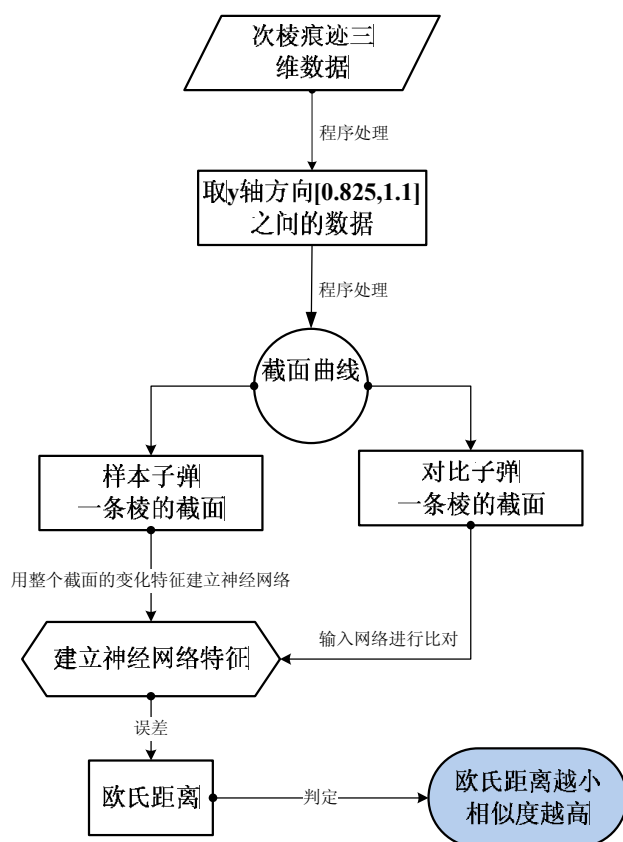 次棱痕迹三
维数据
程序处理
取y轴方向[0.825,1.1]
之间的数据
程序处理
截面曲线
样本子弹
一条棱的截面
对比子弹
一条棱的截面
用整个截面的变化特征建立神经网络
输入网络进行比对
建立神经网络特征
误差
欧氏距离
判定
欧氏距离越小
相似度越高